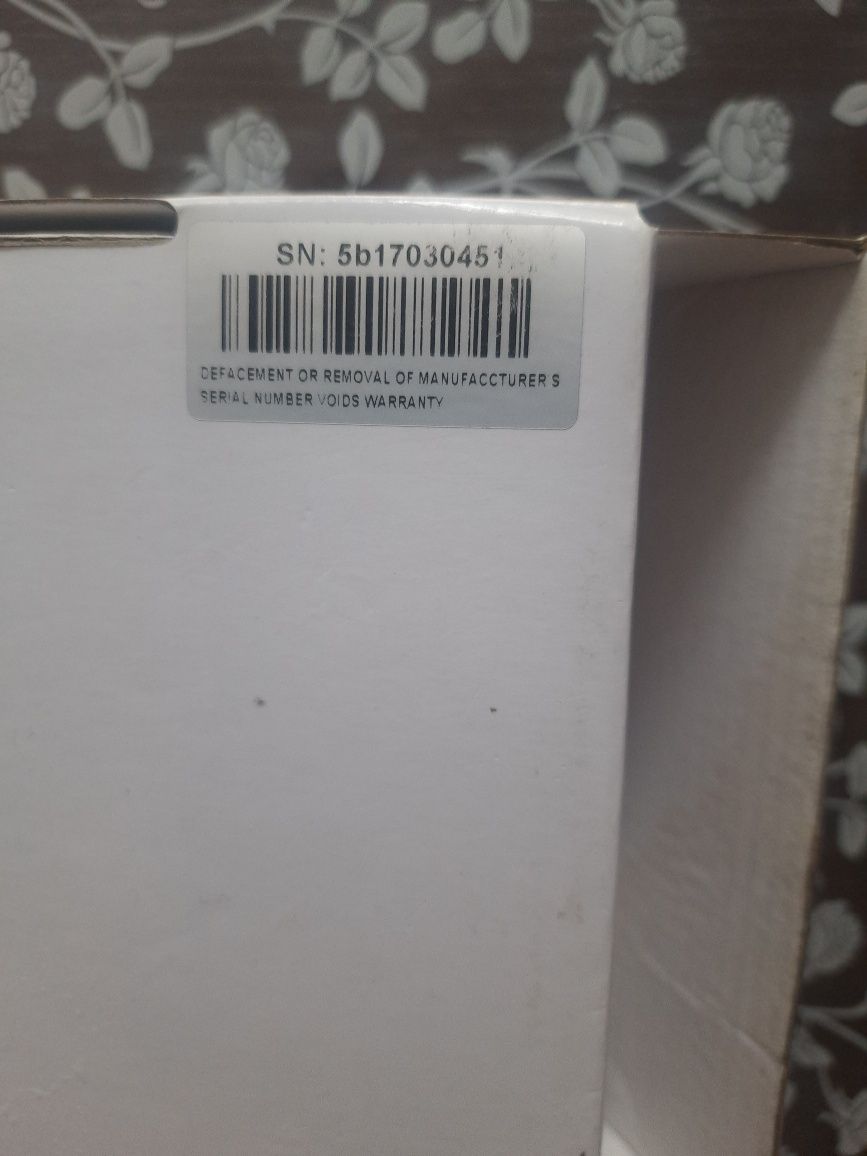 SN: 5b17030451
DEFACEMENT OR REMOVAL OF MANUFACCTURER S
SERIAL NUMBER VOIDS WARRANTY